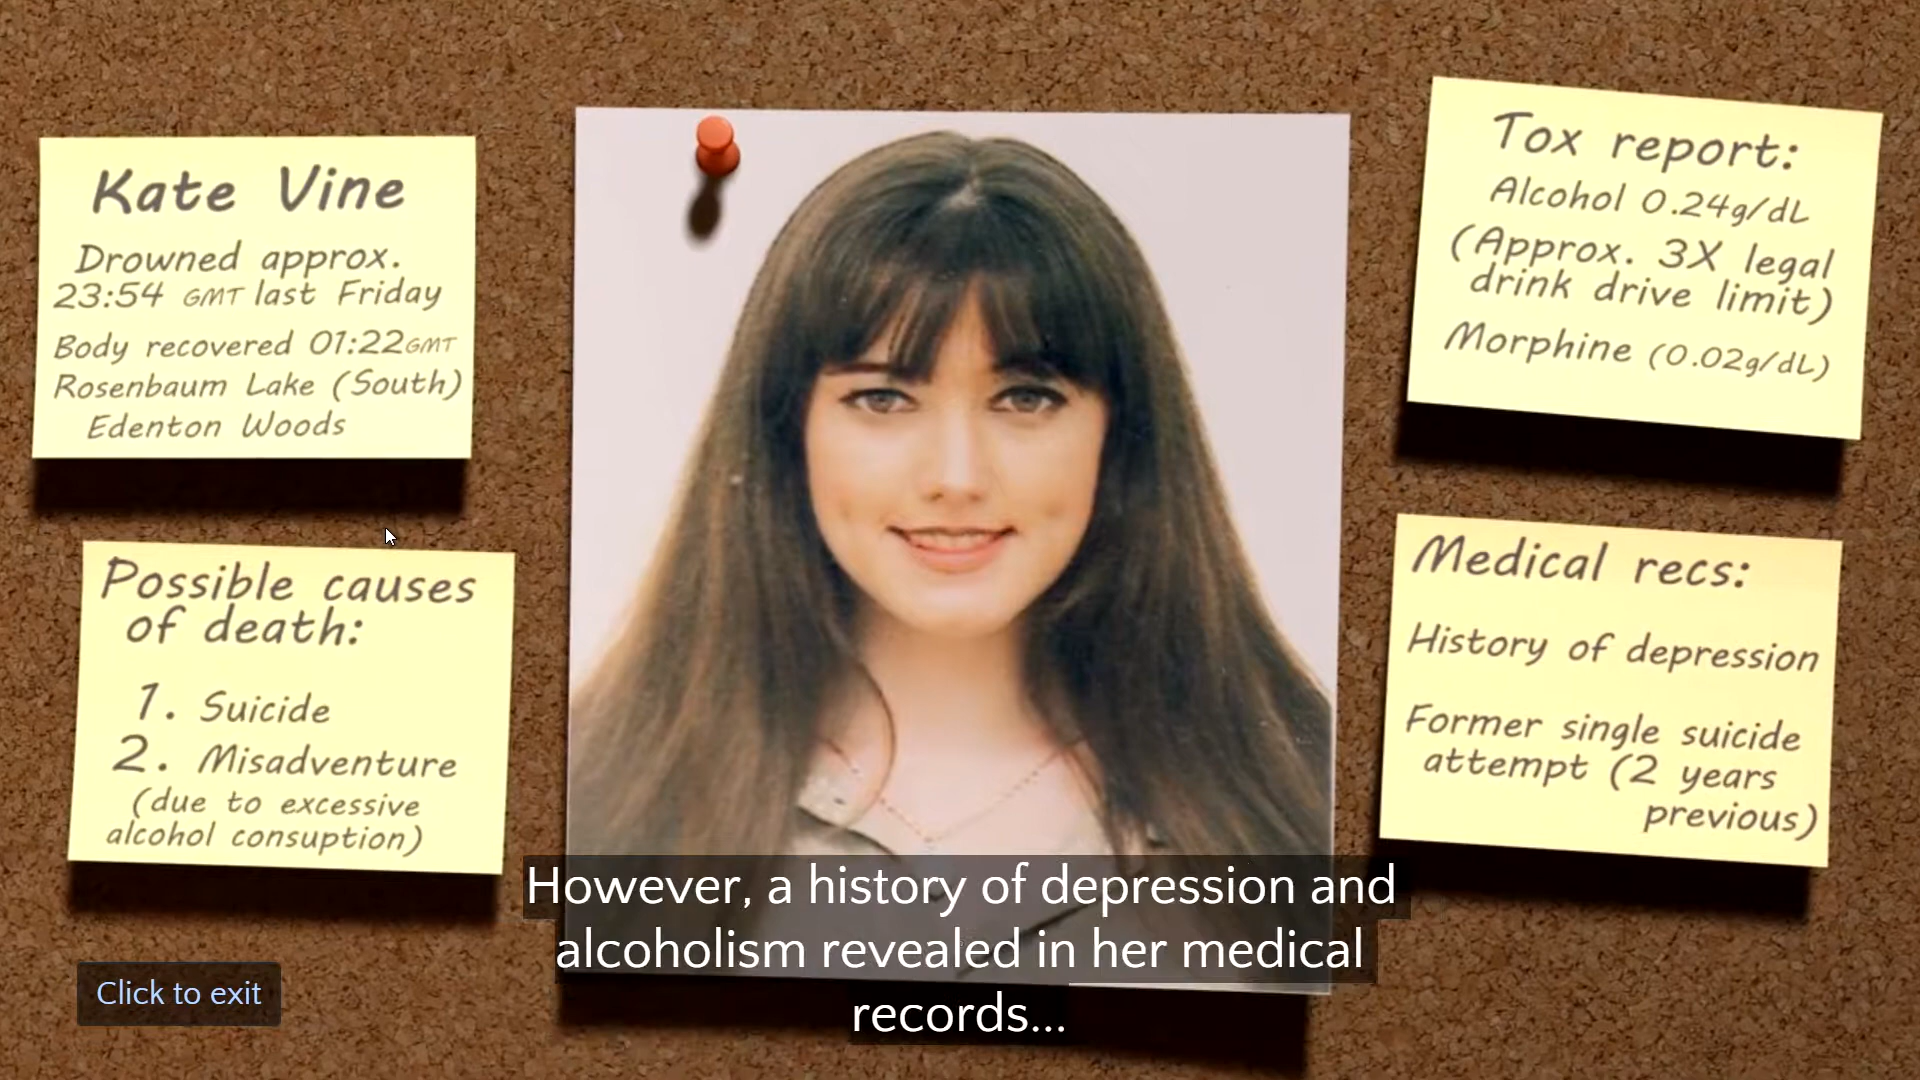 Kate Vine
Drowned approx.
23:54 GMT last Friday
Body recovered 01:22GMT
Rosenbaum Lake (South)
Edenton Woods
Possible causes
of death:
1. Suicide
2. Misadventure
(due to excessive
alcohol consuption)
Tox report:
Alcohol 0.24g/dL
(Approx. 3X legal
drink drive limit)
Morphine (0.02g/dL)
Medical recs:
History of depression
Former single suicide
attempt (2 years
previous)
However, a history of depression and
alcoholism revealed in her medical
records...
Click to exit